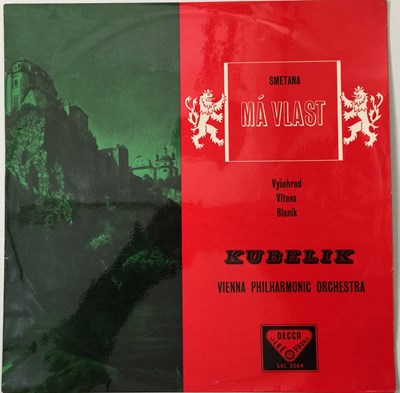 SMETANA
MÁ VLAST
Vyšehrad
Vltava
Blaník
KUBELIK
VIENNA PHILHARMONIC ORCHESTRA
DECCA